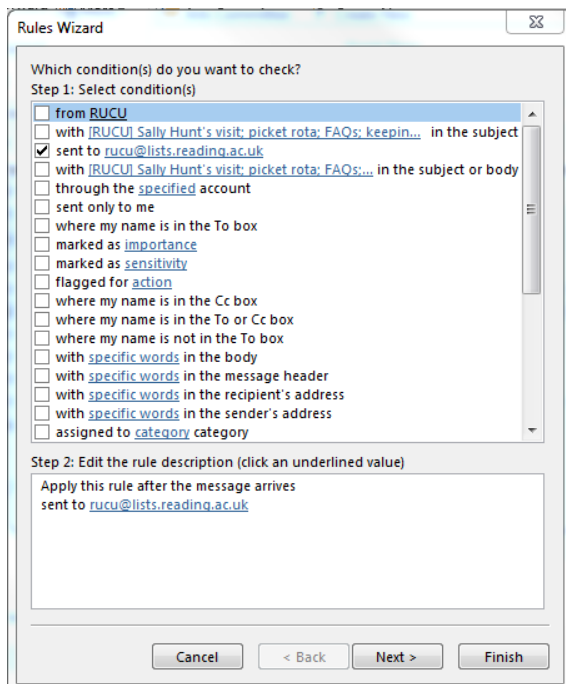 Rules Wizard
Which condition(s) do you want to check?
Step 1: Select condition(s)
from RUCU
with [RUCU] Sally Hunt's visit; picket rota; FAQs; keepin... in the subject
sent to rucu@lists.reading.ac.uk
with [RUCU] Sally Hunt's visit; picket rota; FAQs;... in the subject or body
through the specified account
sent only to me
where my name is in the To box
marked as importance
marked as sensitivity
flagged for action
where my name is in the Cc box
where my name is in the To or Cc box
where my name is not in the To box
with specific words in the body
with specific words in the message header
with specific words in the recipient's address
with specific words in the sender's address
assigned to category category
Step 2: Edit the rule description (click an underlined value)
Apply this rule after the message arrives
sent to rucu@lists.reading.ac.uk
Cancel < Back Next > Finish